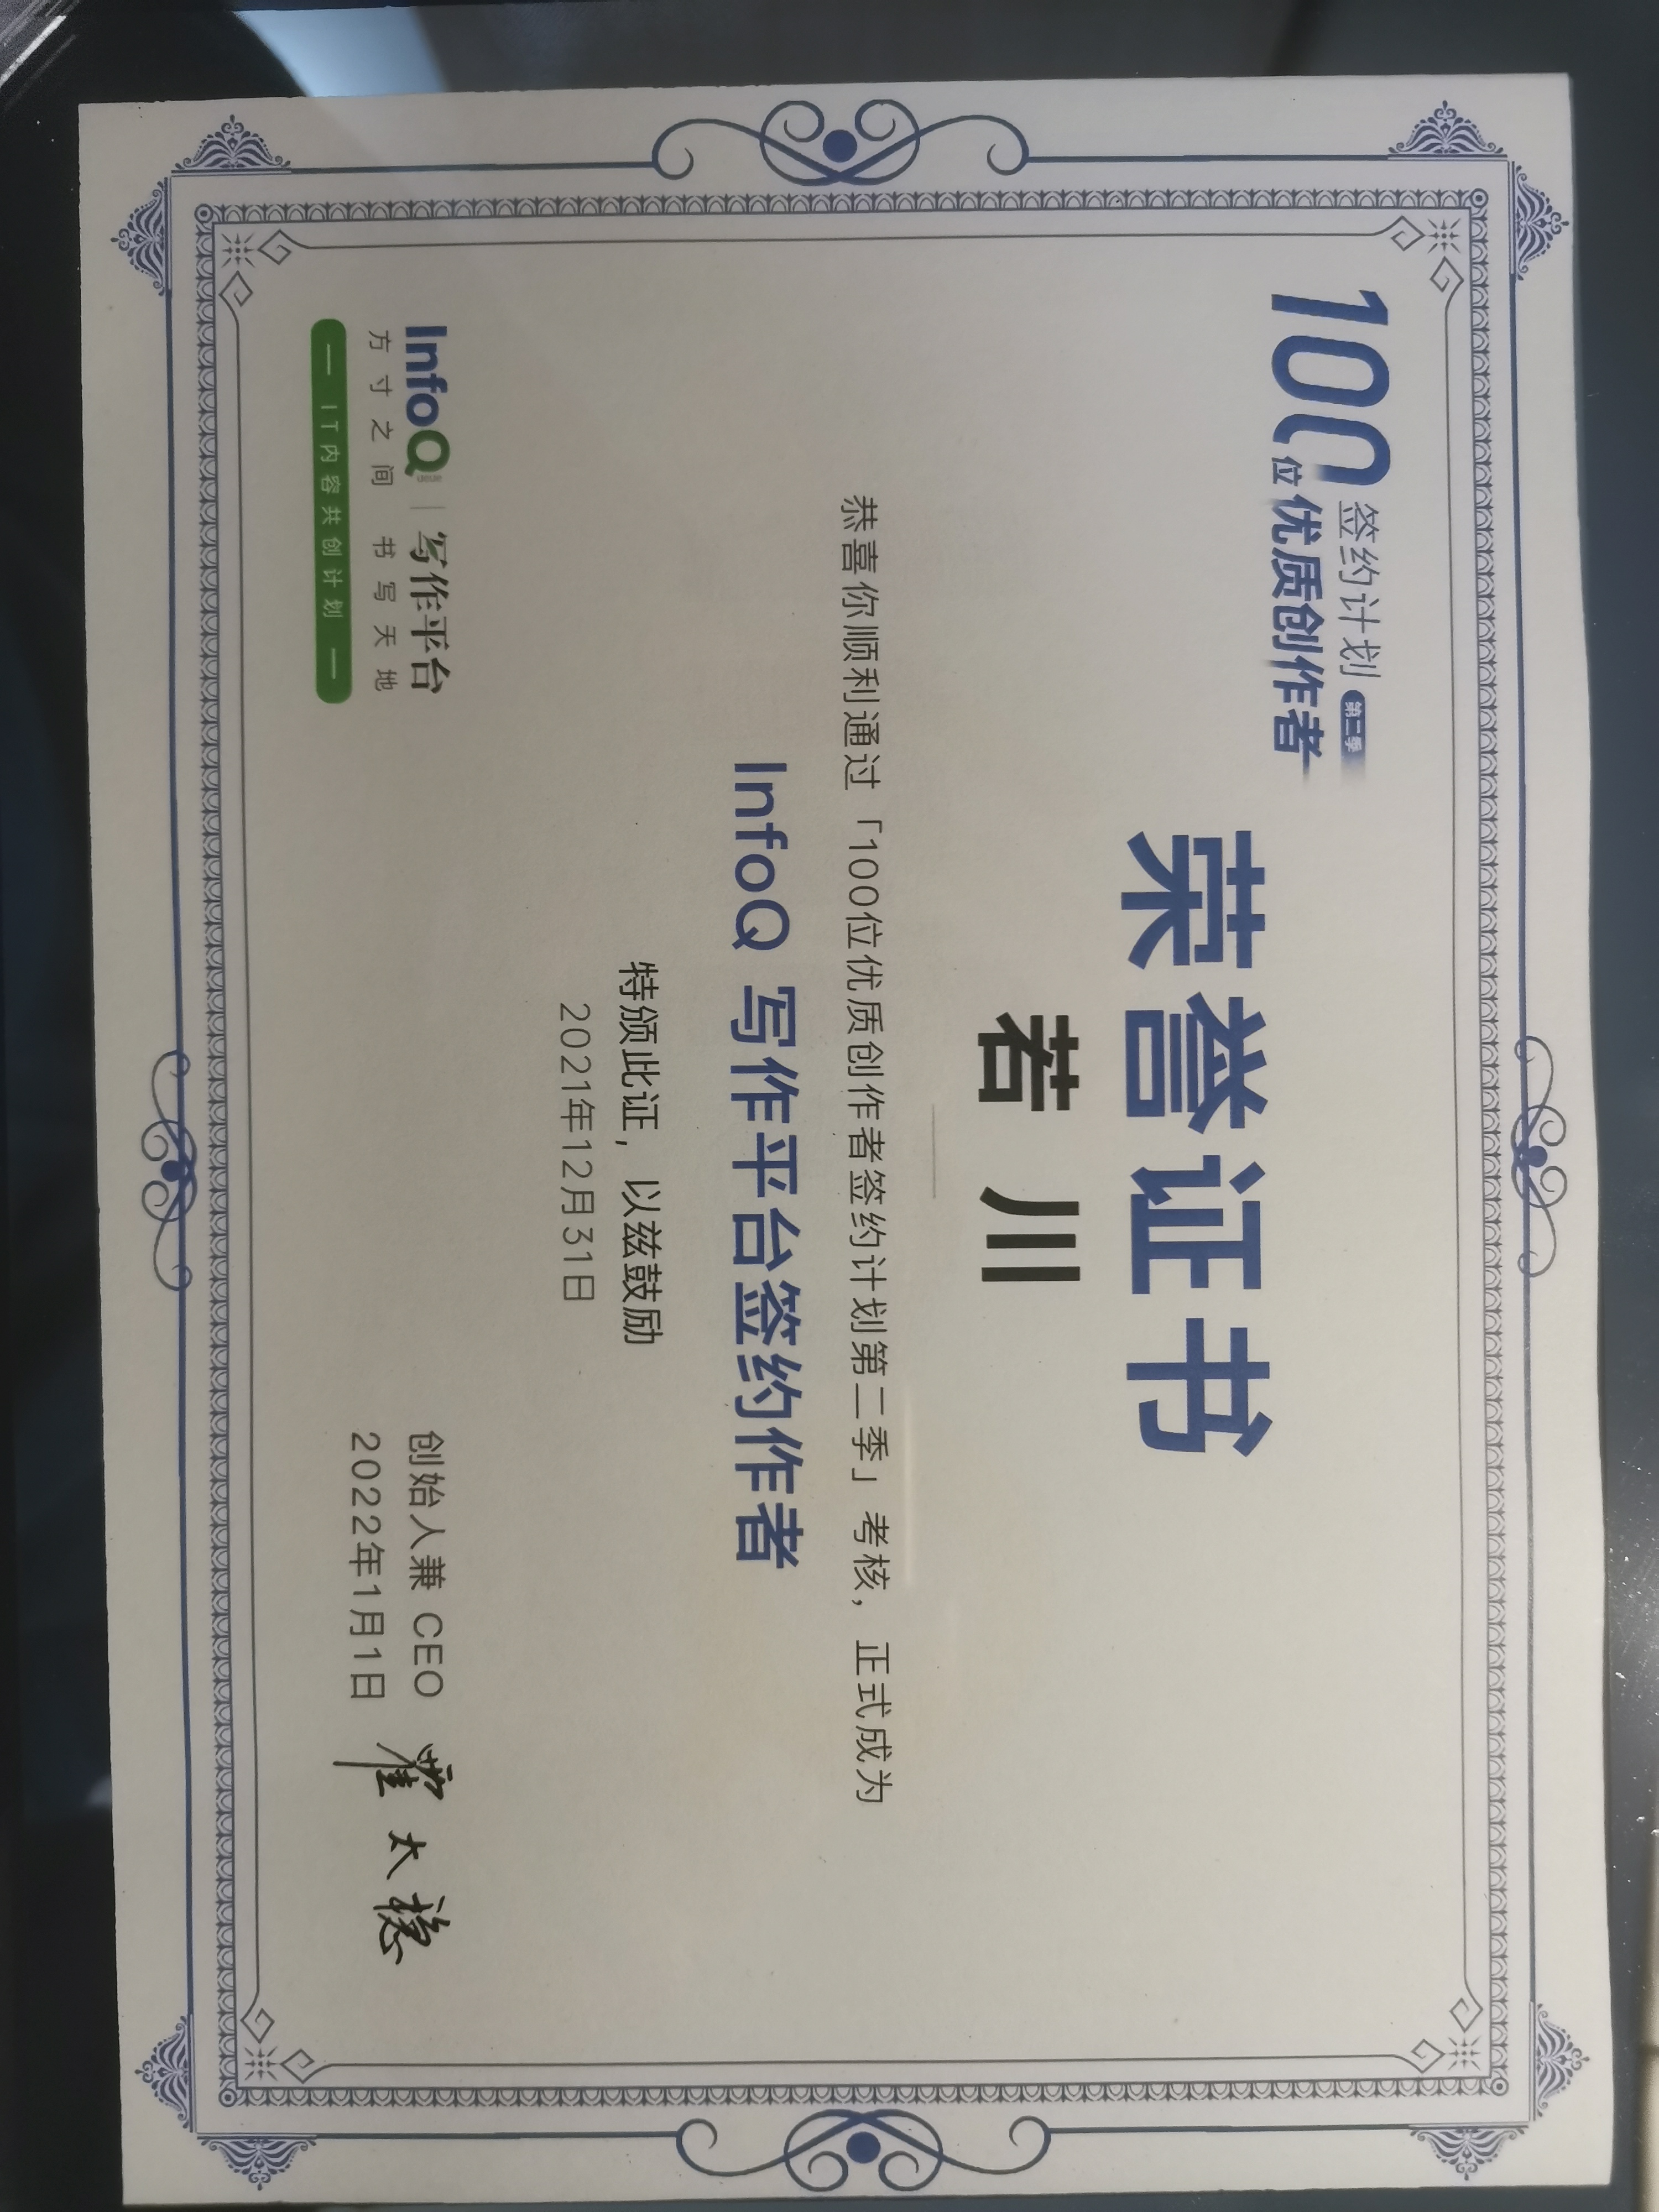 100位优质创作者
签约计划 第二季
荣誉证书
若川
恭喜你顺利通过「100位优质创作者签约计划第二季」考核，正式成为
InfoQ 写作平台签约作者
特颁此证，以兹鼓励
2021年12月31日
InfoQ | 写作平台
方寸之间 书写天地
— IT内容共创计划 —
创始人兼 CEO 霍太稳
2022年1月1日